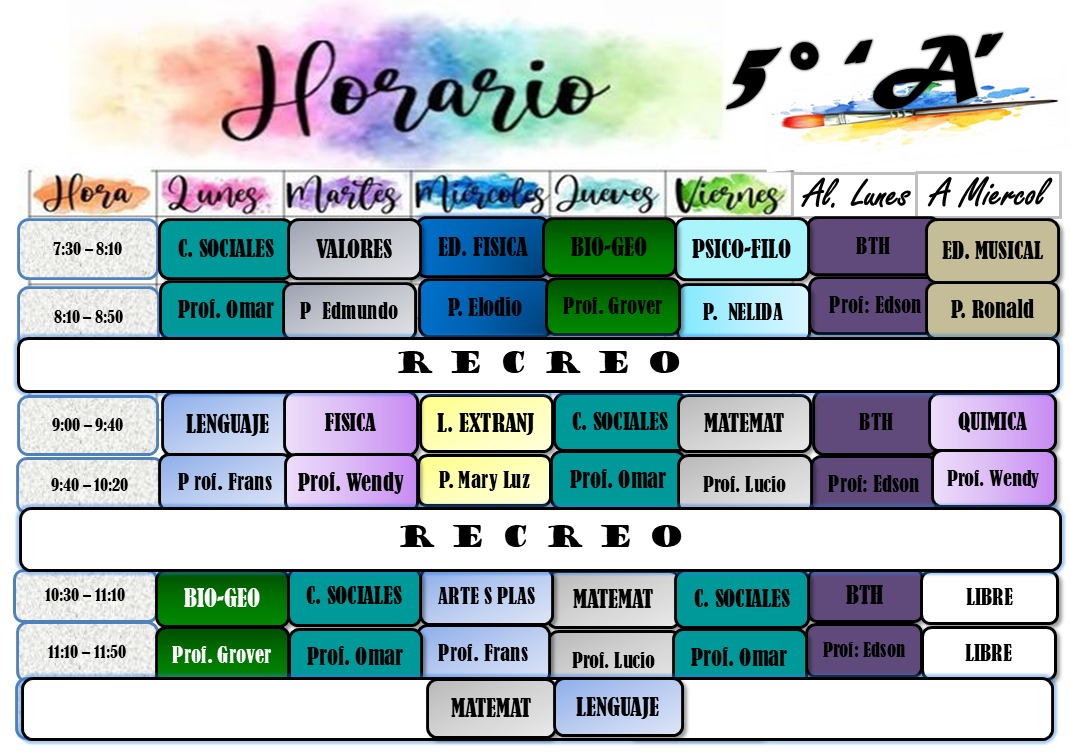 Horario
5° ‘ A’
Hora Lunes Martes Miércoles Jueves Viernes Al. Lunes A Miercol
7:30 – 8:10 C. SOCIALES VALORES ED. FISICA BIO-GEO PSICO-FILO BTH ED. MUSICAL
8:10 – 8:50 Prof. Omar P Edmundo P. Elodio Prof. Grover P. NELIDA Prof: Edson P. Ronald
R E C R E O
9:00 – 9:40 LENGUAJE FISICA L. EXTRANJ C. SOCIALES MATEMAT BTH QUIMICA
9:40 – 10:20 P rof. Frans Prof. Wendy P. Mary Luz Prof. Omar Prof. Lucio Prof: Edson Prof. Wendy
R E C R E O
10:30 – 11:10 BIO-GEO C. SOCIALES ARTE S PLAS MATEMAT C. SOCIALES BTH LIBRE
11:10 – 11:50 Prof. Grover Prof. Omar Prof. Frans Prof. Lucio Prof. Omar Prof: Edson LIBRE
MATEMAT LENGUAJE